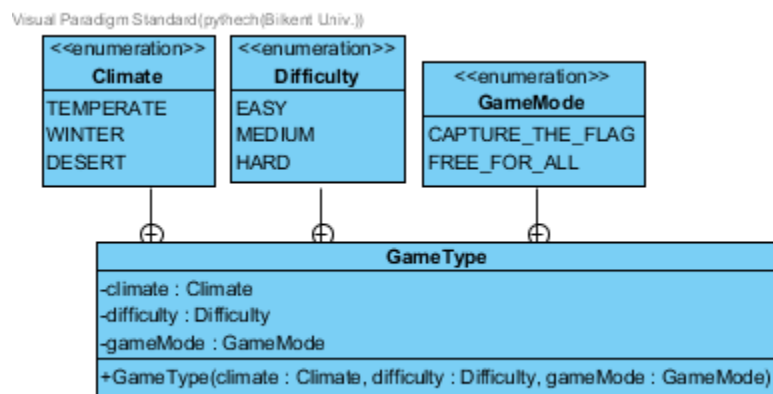 Visual Paradigm Standard(pythech(Bilkent Univ.))
<<enumeration>>
Climate
TEMPERATE
WINTER
DESERT
<<enumeration>>
Difficulty
EASY
MEDIUM
HARD
<<enumeration>>
GameMode
CAPTURE_THE_FLAG
FREE_FOR_ALL
GameType
-climate : Climate
-difficulty : Difficulty
-gameMode : GameMode
+GameType(climate : Climate, difficulty : Difficulty, gameMode : GameMode)